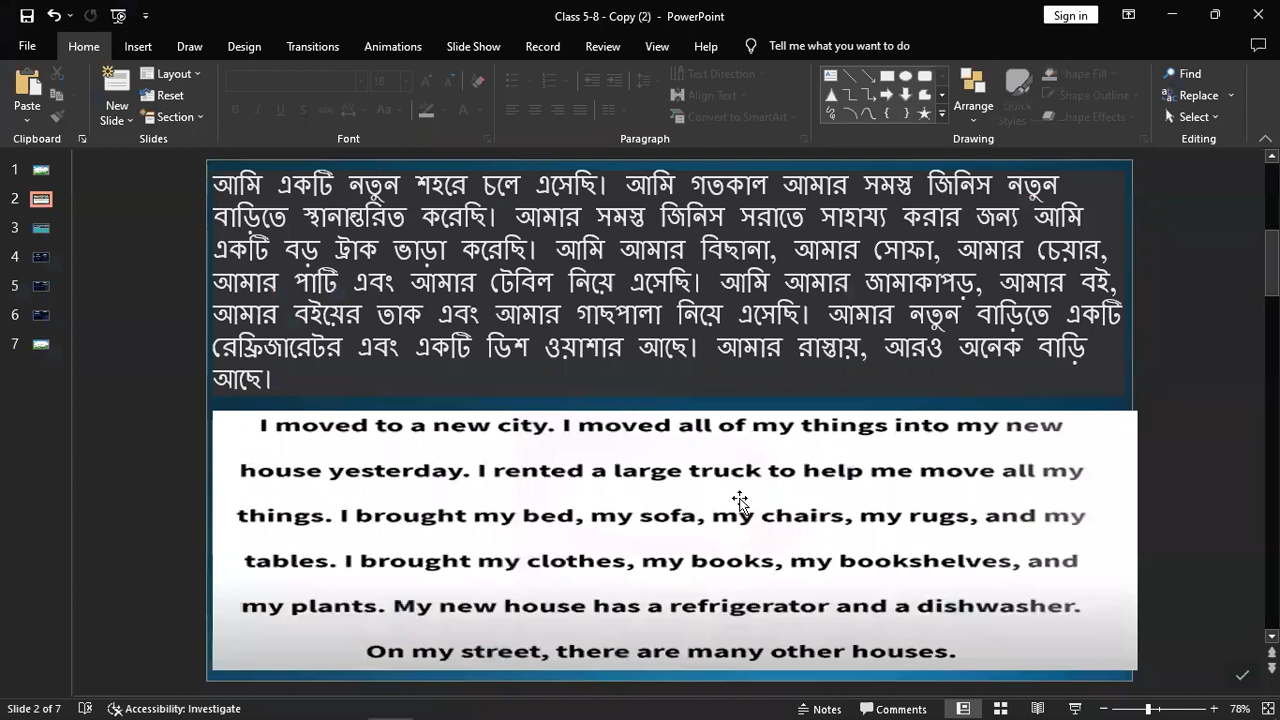 Class 5-8 - Copy (2) - PowerPoint
Sign in
File Home Insert Draw Design Transitions Animations Slide Show Record Review View Help Tell me what you want to do
Paste
New Slide
Layout
Reset
Section
18
Text Direction
Align Text
Convert to SmartArt
Arrange
Quick Styles
Shape Fill
Shape Outline
Shape Effects
Find
Replace
Select
Clipboard Slides Font Paragraph Drawing Editing
1
2
3
4
5
6
7
আমি একটি নতুন শহরে চলে এসেছি। আমি গতকাল আমার সমস্ত জিনিস নতুন
বাড়িতে স্থানান্তরিত করেছি। আমার সমস্ত জিনিস সরাতে সাহায্য করার জন্য আমি
একটি বড় ট্রাক ভাড়া করেছি। আমি আমার বিছানা, আমার সোফা, আমার চেয়ার,
আমার পাটি এবং আমার টেবিল নিয়ে এসেছি। আমি আমার জামাকাপড়, আমার বই,
আমার বইয়ের তাক এবং আমার গাছপালা নিয়ে এসেছি। আমার নতুন বাড়িতে একটি
রেফ্রিজারেটর এবং একটি ডিশ ওয়াশার আছে। আমার রাস্তায়, আরও অনেক বাড়ি
আছে।
I moved to a new city. I moved all of my things into my new
house yesterday. I rented a large truck to help me move all my
things. I brought my bed, my sofa, my chairs, my rugs, and my
tables. I brought my clothes, my books, my bookshelves, and
my plants. My new house has a refrigerator and a dishwasher.
On my street, there are many other houses.
Slide 2 of 7 Accessibility: Investigate Notes Comments 78%